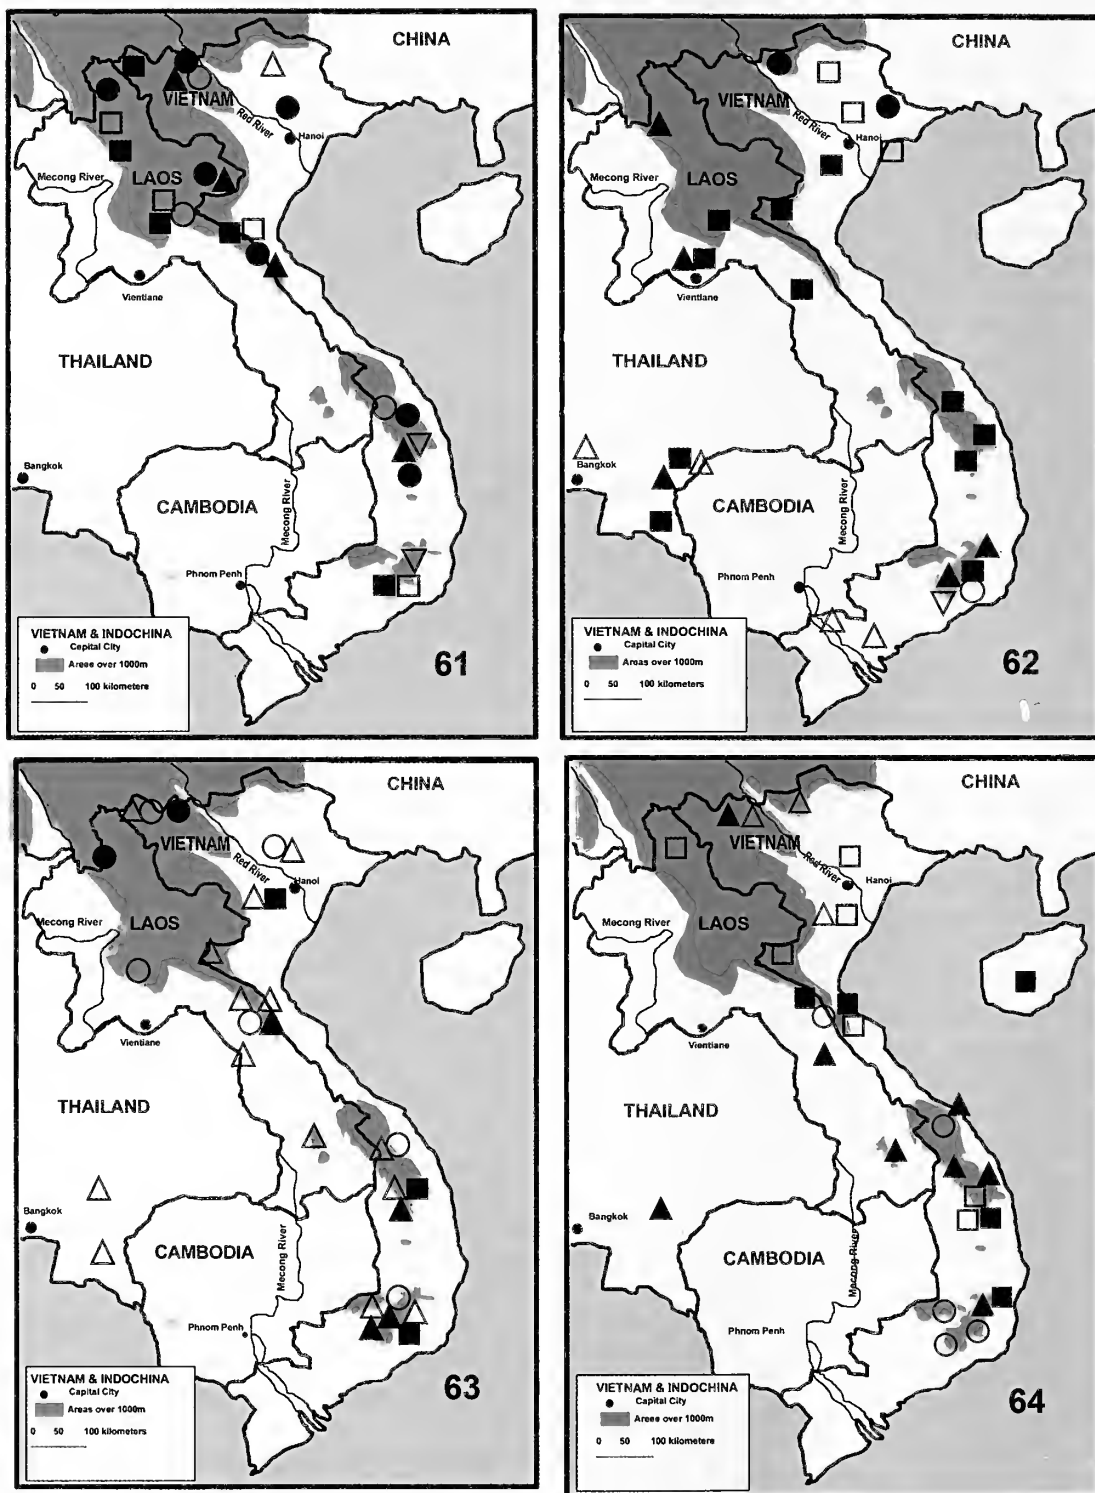 CHINA
VIETNAM
Red River
Hanoi
Mecong River
LAOS
Vientiane
THAILAND
Bangkok
CAMBODIA
Mecong River
Phnom Penh
VIETNAM & INDOCHINA
Capital City
Areas over 1000m
0 50 100 kilometers
61
CHINA
VIETNAM
Red River
Hanoi
Mecong River
LAOS
Vientiane
THAILAND
Bangkok
CAMBODIA
Mecong River
Phnom Penh
VIETNAM & INDOCHINA
Capital City
Areas over 1000m
0 50 100 kilometers
62
CHINA
VIETNAM
Red River
Hanoi
Mecong River
LAOS
Vientiane
THAILAND
Bangkok
CAMBODIA
Mecong River
Phnom Penh
VIETNAM & INDOCHINA
Capital City
Areas over 1000m
0 50 100 kilometers
63
CHINA
VIETNAM
Red River
Hanoi
Mecong River
LAOS
Vientiane
THAILAND
Bangkok
CAMBODIA
Mecong River
Phnom Penh
VIETNAM & INDOCHINA
Capital City
Areas over 1000m
0 50 100 kilometers
64